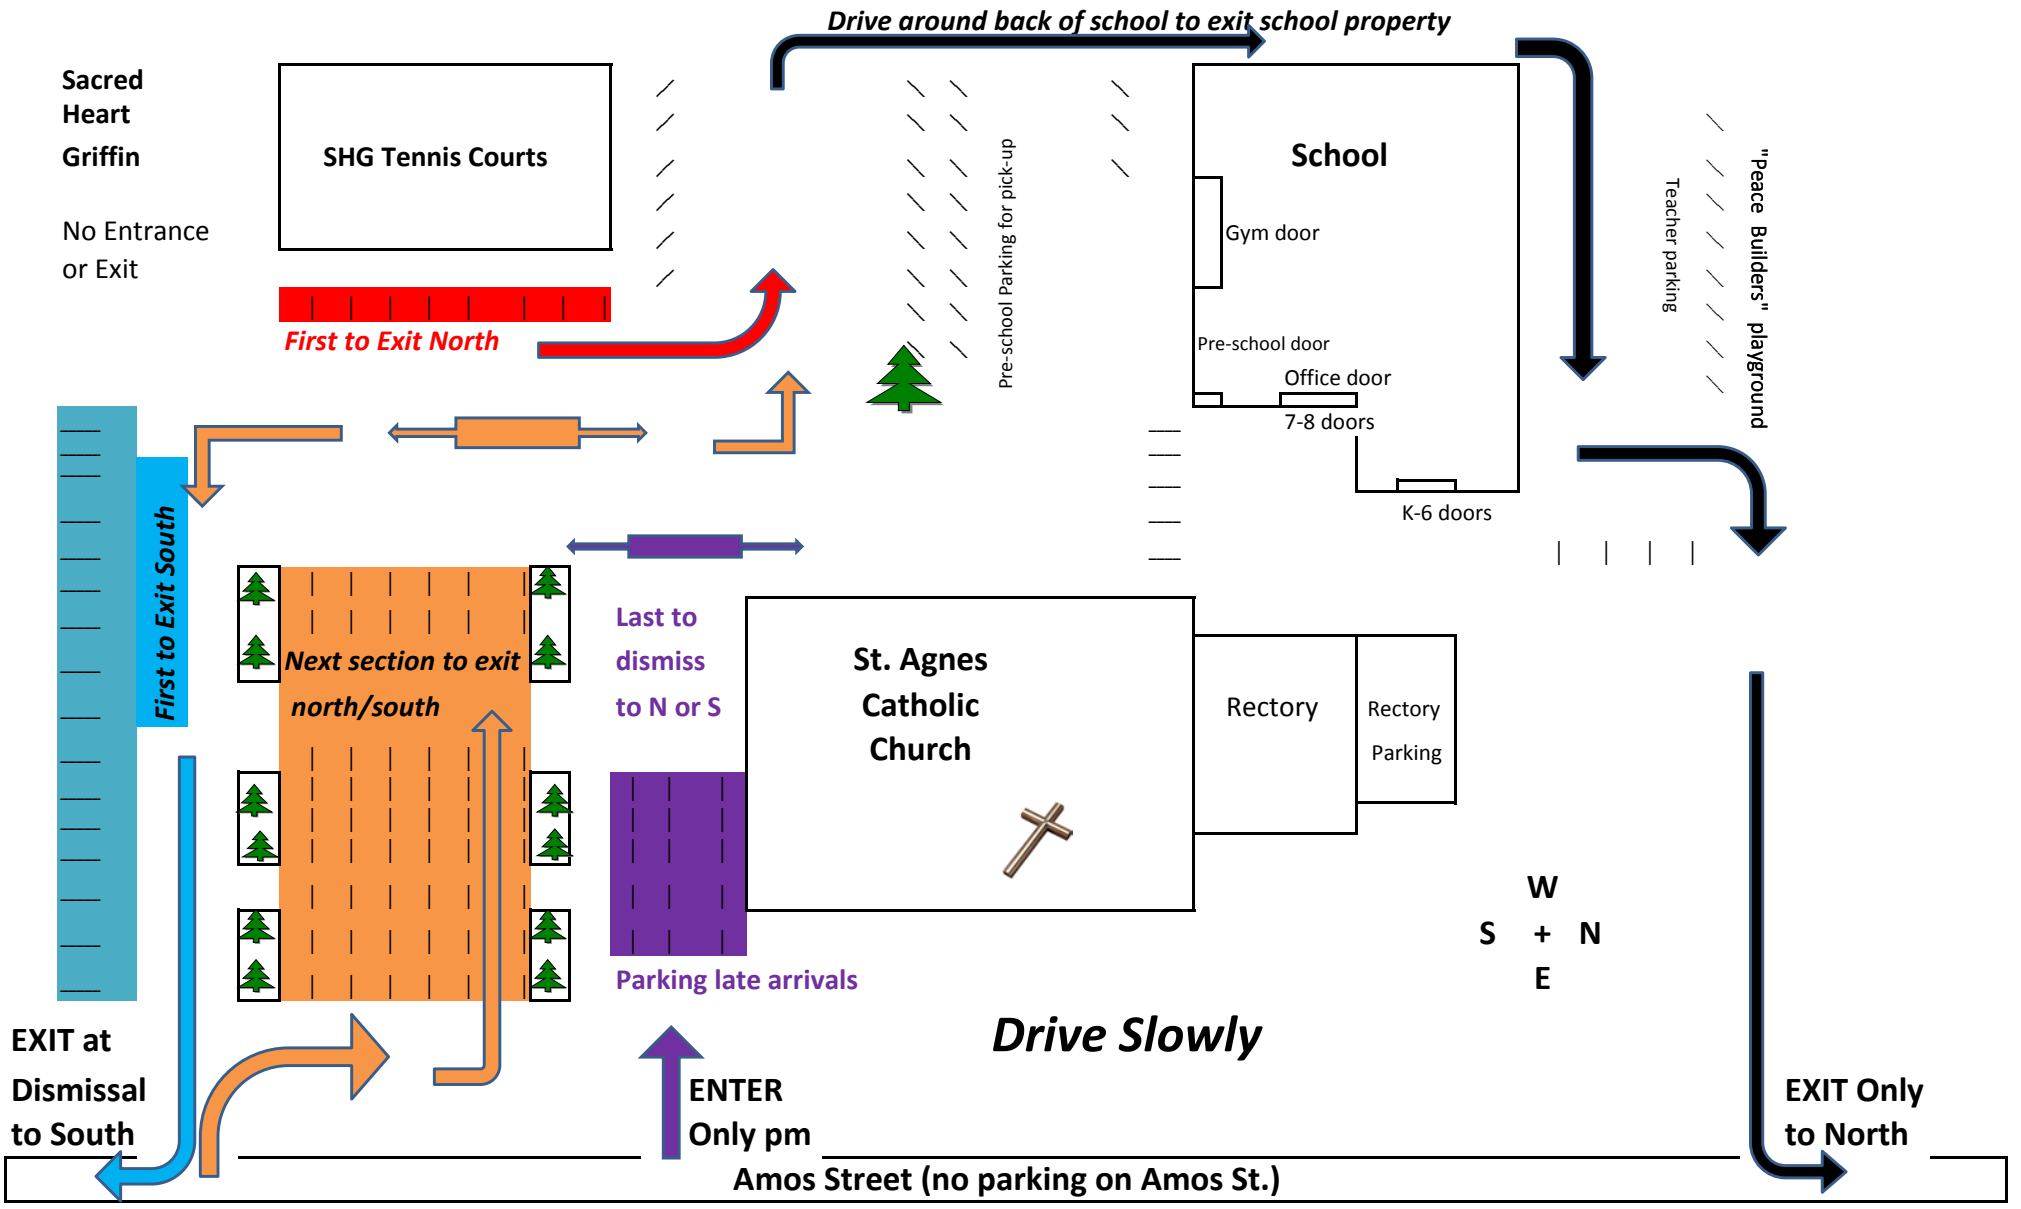 Drive around back of school to exit school property
Sacred
Heart
Griffin
No Entrance
or Exit
SHG Tennis Courts
First to Exit North
Pre-school Parking for pick-up
School
Gym door
Pre-school door
Office door
7-8 doors
K-6 doors
Teacher parking
"Peace Builders" playground
First to Exit South
Next section to exit
north/south
Last to
dismiss
to N or S
St. Agnes
Catholic
Church
Rectory
Rectory
Parking
Parking late arrivals
W
S + N
E
Drive Slowly
EXIT at
Dismissal
to South
ENTER
Only pm
EXIT Only
to North
Amos Street (no parking on Amos St.)